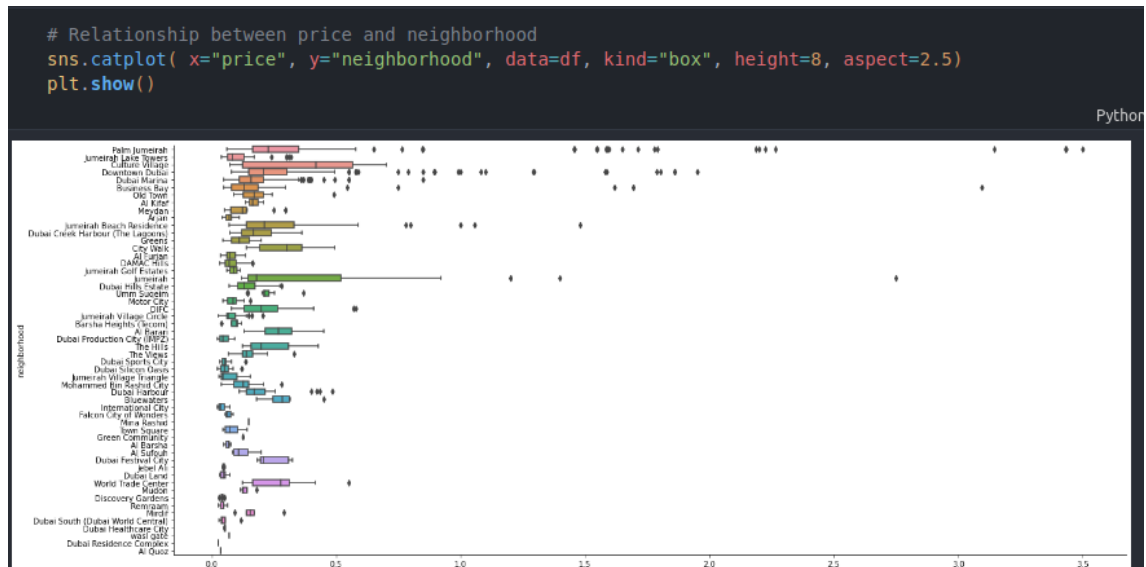 # Relationship between price and neighborhood
sns.catplot( x="price", y="neighborhood", data=df, kind="box", height=8, aspect=2.5)
plt.show()
Python
Palm Jumeirah
Jumeirah Lake Towers
Culture Village
Downtown Dubai
Dubai Marina
Business Bay
Old Town
Al Kifaf
Meydan
Arjan
Jumeirah Beach Residence
Dubai Creek Harbour (The Lagoons)
Greens
City Walk
Al Furjan
DAMAC Hills
Jumeirah Golf Estates
Jumeirah
Dubai Hills Estate
Umm Suqeim
Motor City
DIFC
Jumeirah Village Circle
Barsha Heights (Tecom)
Al Barari
Dubai Production City (IMPZ)
The Hills
The Views
Dubai Sports City
Dubai Silicon Oasis
Jumeirah Village Triangle
Mohammed Bin Rashid City
Dubai Harbour
Bluewaters
International City
Falcon City of Wonders
Mina Rashid
Town Square
Green Community
Al Barsha
Al Sufouh
Dubai Festival City
Jebel Ali
Dubai Land
World Trade Center
Mudon
Discovery Gardens
Remraam
Mirdif
Dubai South (Dubai World Central)
Dubai Healthcare City
wasl gate
Dubai Residence Complex
Al Quoz
neighborhood
0.0 0.5 1.0 1.5 2.0 2.5 3.0 3.5